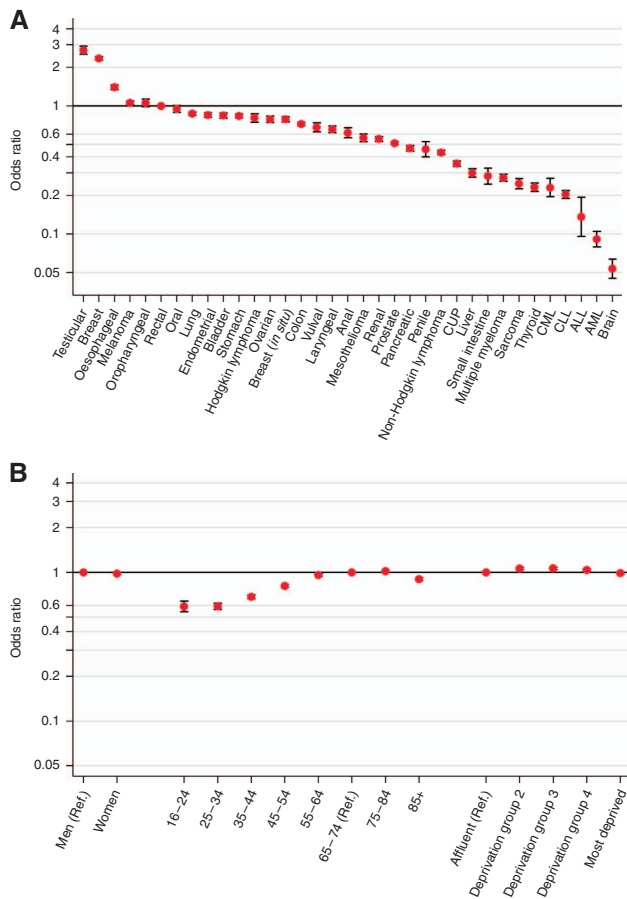 A
4
3
2
1
0.6
0.4
0.2
0.1
0.05
Odds ratio
Testicular
Breast
Oesophageal
Melanoma
Oropharyngeal
Rectal
Oral
Lung
Endometrial
Bladder
Stomach
Hodgkin lymphoma
Ovarian
Breast (in situ)
Colon
Vulval
Laryngeal
Anal
Mesothelioma
Renal
Prostate
Pancreatic
Penile
Non-Hodgkin lymphoma
CUP
Liver
Small intestine
Multiple myeloma
Sarcoma
Thyroid
CML
CLL
ALL
AML
Brain
B
4
3
2
1
0.6
0.4
0.2
0.1
0.05
Odds ratio
Men (Ref.)
Women
16–24
25–34
35–44
45–54
55–64
65–74 (Ref.)
75–84
85+
Affluent (Ref.)
Deprivation group 2
Deprivation group 3
Deprivation group 4
Most deprived